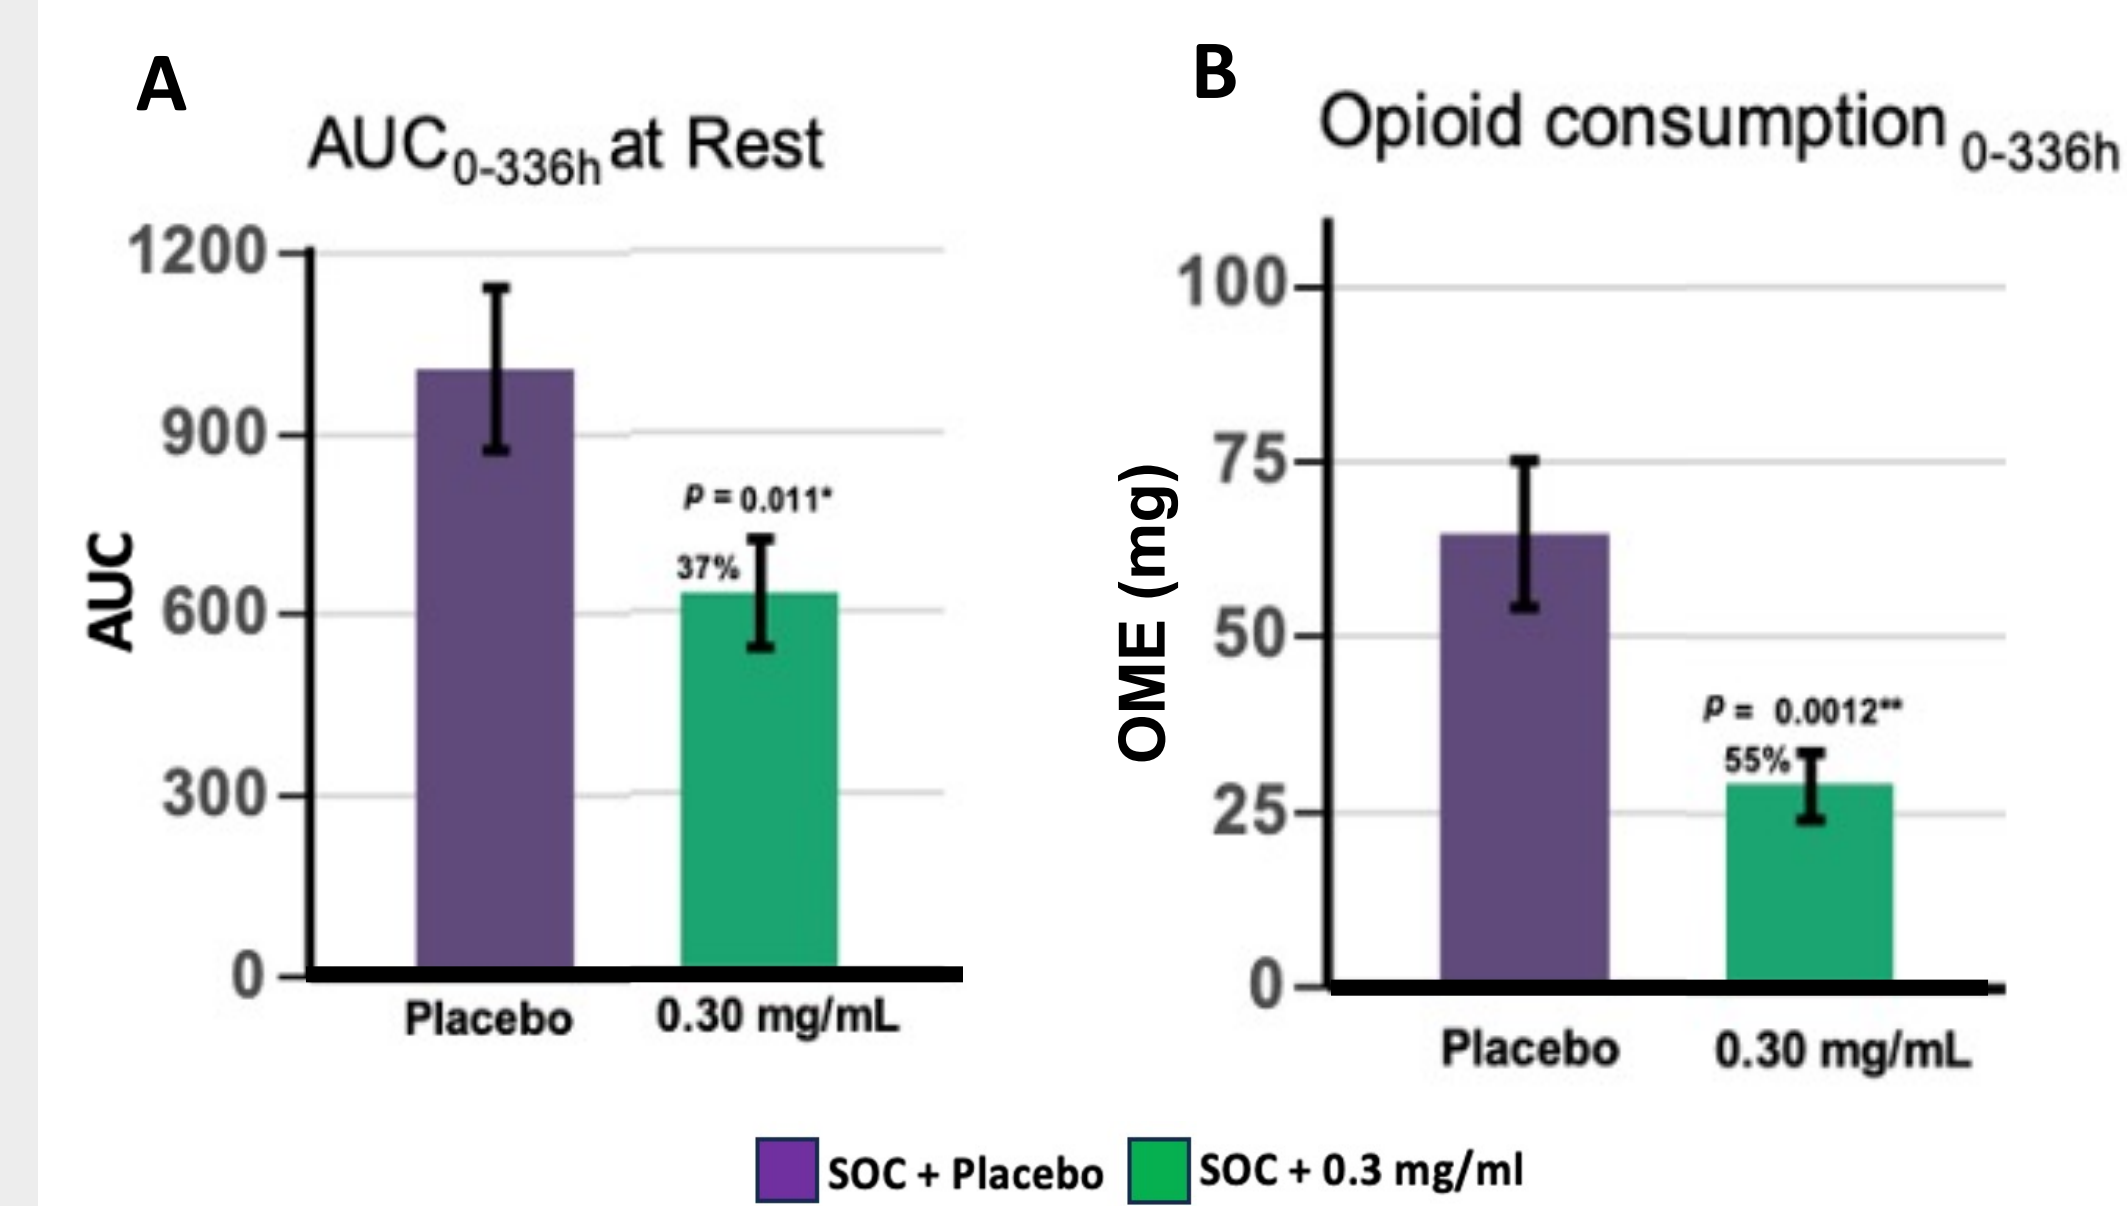 A
AUC0-336h at Rest
1200
900
600
300
0
AUC
P = 0.011*
37%
Placebo
0.30 mg/mL
B
Opioid consumption 0-336h
100
75
50
25
0
OME (mg)
P = 0.0012**
55%
Placebo
0.30 mg/mL
SOC + Placebo
SOC + 0.3 mg/ml